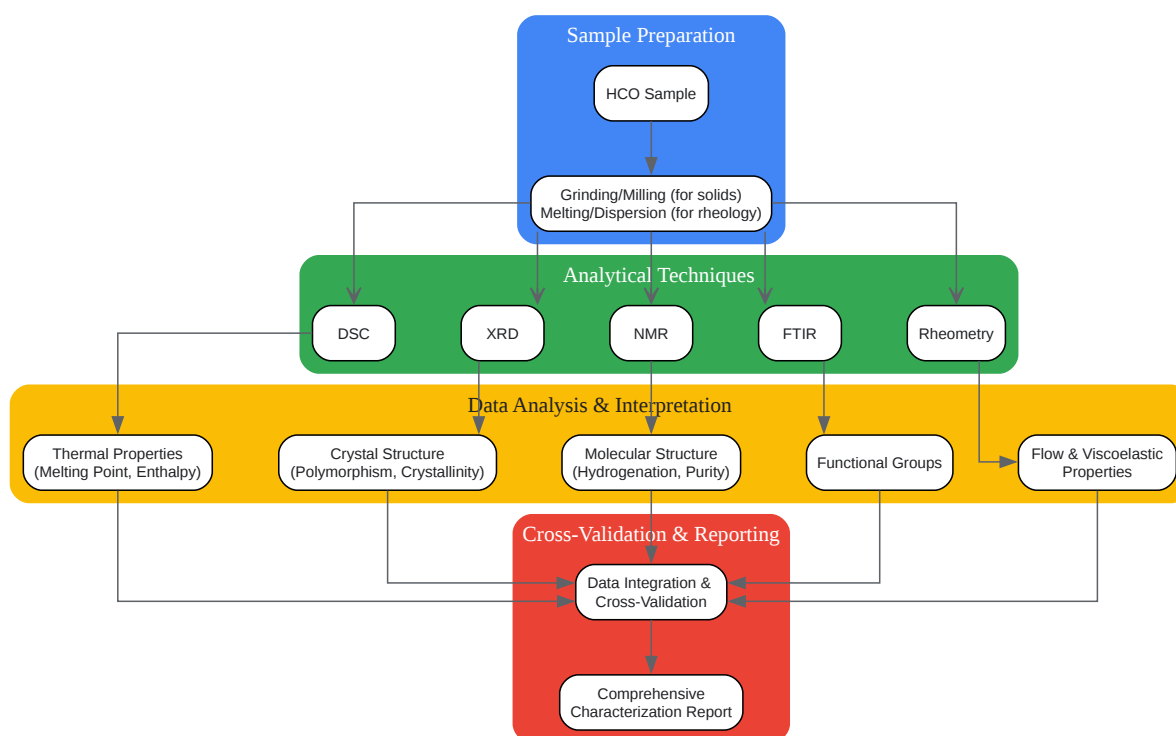 Sample Preparation
HCO Sample
Grinding/Milling (for solids)
Melting/Dispersion (for rheology)
Analytical Techniques
DSC
XRD
NMR
FTIR
Rheometry
Data Analysis & Interpretation
Thermal Properties
(Melting Point, Enthalpy)
Crystal Structure
(Polymorphism, Crystallinity)
Molecular Structure
(Hydrogenation, Purity)
Functional Groups
Flow & Viscoelastic
Properties
Cross-Validation & Reporting
Data Integration &
Cross-Validation
Comprehensive
Characterization Report